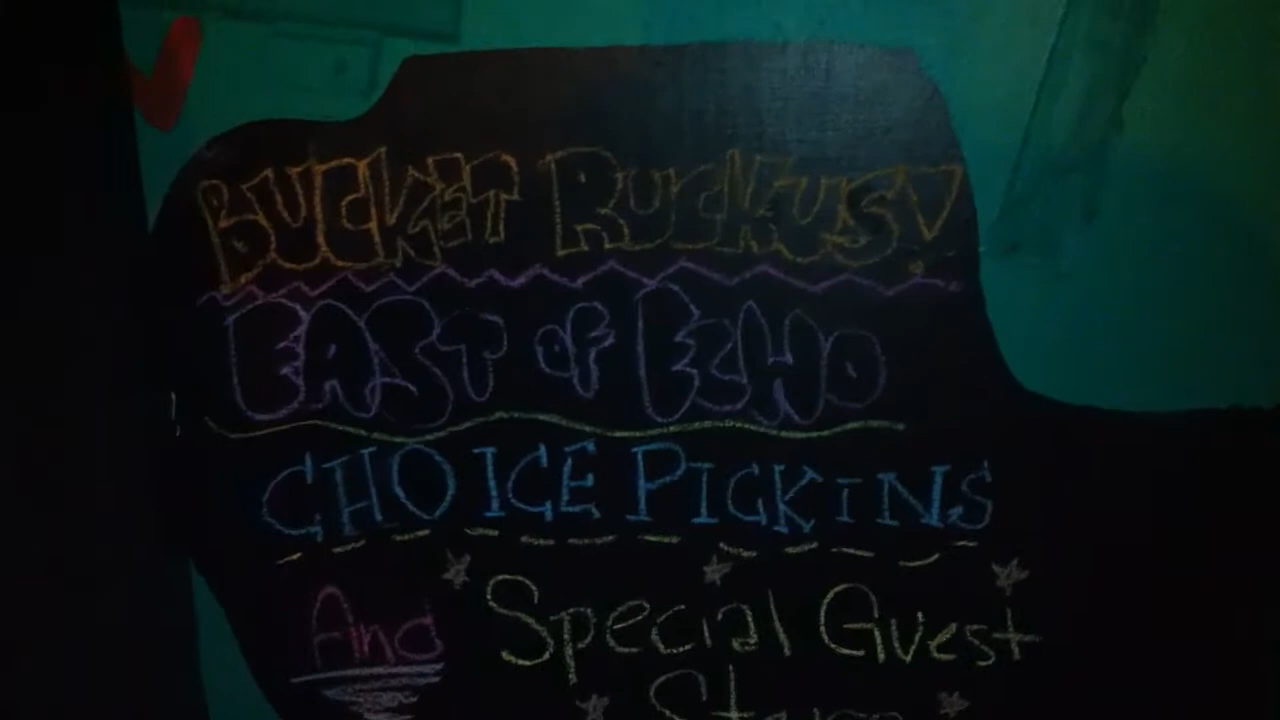 BUCKET RUCKUS!
EAST OF ECHO
CHOICE PICKINS
And Special Guest